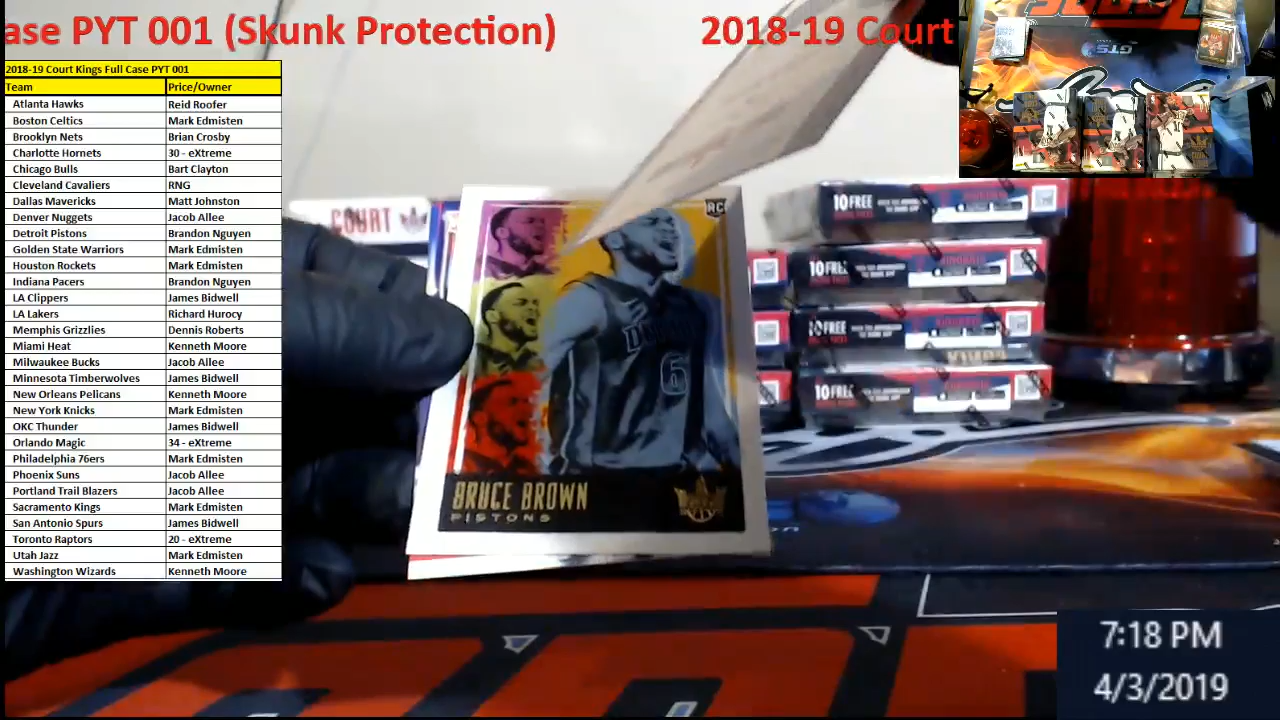 ase PYT 001 (Skunk Protection)
2018-19 Court
2018-19 Court Kings Full Case PYT 001
Team Price/Owner
Atlanta Hawks Reid Roofer
Boston Celtics Mark Edmisten
Brooklyn Nets Brian Crosby
Charlotte Hornets 30 - eXtreme
Chicago Bulls Bart Clayton
Cleveland Cavaliers RNG
Dallas Mavericks Matt Johnston
Denver Nuggets Jacob Allee
Detroit Pistons Brandon Nguyen
Golden State Warriors Mark Edmisten
Houston Rockets Mark Edmisten
Indiana Pacers Brandon Nguyen
LA Clippers James Bidwell
LA Lakers Richard Hurocy
Memphis Grizzlies Dennis Roberts
Miami Heat Kenneth Moore
Milwaukee Bucks Jacob Allee
Minnesota Timberwolves James Bidwell
New Orleans Pelicans Kenneth Moore
New York Knicks Mark Edmisten
OKC Thunder James Bidwell
Orlando Magic 34 - eXtreme
Philadelphia 76ers Mark Edmisten
Phoenix Suns Jacob Allee
Portland Trail Blazers Jacob Allee
Sacramento Kings Mark Edmisten
San Antonio Spurs James Bidwell
Toronto Raptors 20 - eXtreme
Utah Jazz Mark Edmisten
Washington Wizards Kenneth Moore
GTS
COURT
RC
6
BRUCE BROWN
PISTONS
10 FREE
10 FREE
10 FREE
10 FREE
7:18 PM
4/3/2019